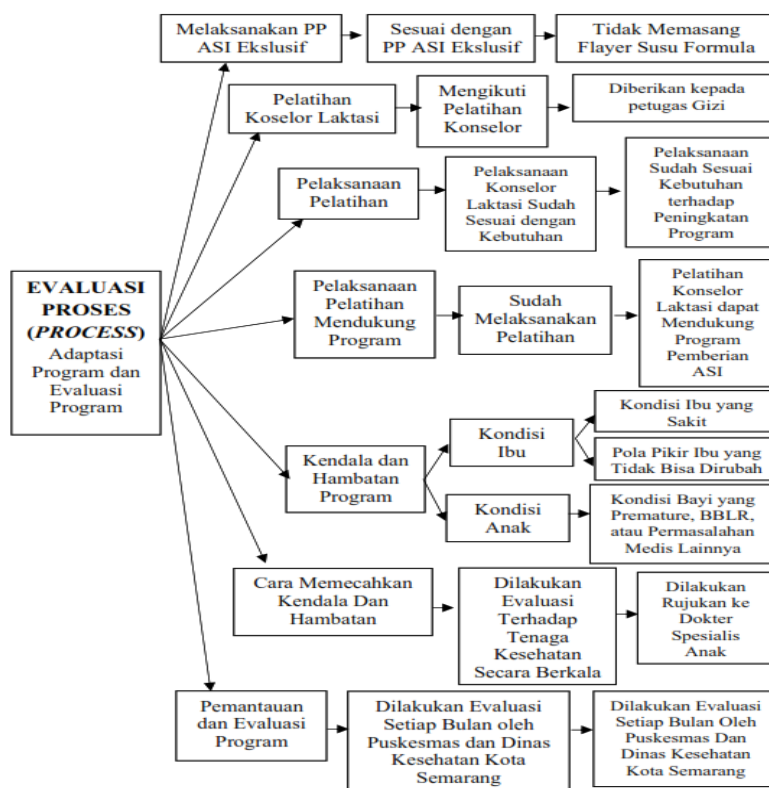 Melaksanakan PP
ASI Ekslusif
Sesuai dengan
PP ASI Ekslusif
Tidak Memasang
Flayer Susu Formula
Pelatihan
Koselor Laktasi
Mengikuti
Pelatihan
Konselor
Diberikan kepada
petugas Gizi
Pelaksanaan
Pelatihan
Pelaksanaan
Konselor
Laktasi Sudah
Sesuai dengan
Kebutuhan
Pelaksanaan
Sudah Sesuai
Kebutuhan
terhadap
Peningkatan
Program
EVALUASI
PROSES
(PROCESS)
Adaptasi
Program dan
Evaluasi
Program
Pelaksanaan
Pelatihan
Mendukung
Program
Sudah
Melaksanakan
Pelatihan
Pelatihan
Konselor
Laktasi dapat
Mendukung
Program
Pemberian
ASI
Kendala dan
Hambatan
Program
Kondisi
Ibu
Kondisi Ibu yang
Sakit
Pola Pikir Ibu yang
Tidak Bisa Dirubah
Kondisi
Anak
Kondisi Bayi yang
Premature, BBLR,
atau Permasalahan
Medis Lainnya
Cara Memecahkan
Kendala Dan
Hambatan
Dilakukan
Evaluasi
Terhadap
Tenaga
Kesehatan
Secara Berkala
Dilakukan
Rujukan ke
Dokter
Spesialis
Anak
Pemantauan
dan Evaluasi
Program
Dilakukan Evaluasi
Setiap Bulan oleh
Puskesmas dan Dinas
Kesehatan Kota
Semarang
Dilakukan Evaluasi
Setiap Bulan Oleh
Puskesmas Dan
Dinas Kesehatan
Kota Semarang